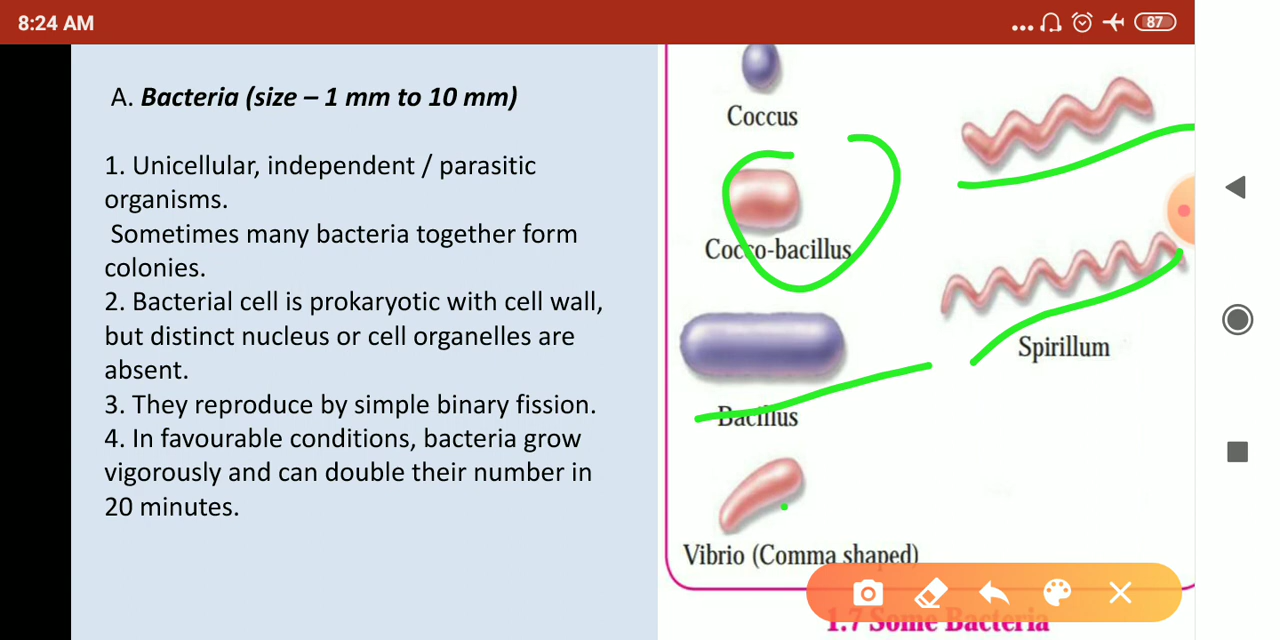 8:24 AM
87
A. Bacteria (size – 1 mm to 10 mm)
1. Unicellular, independent / parasitic
organisms.
Sometimes many bacteria together form
colonies.
2. Bacterial cell is prokaryotic with cell wall,
but distinct nucleus or cell organelles are
absent.
3. They reproduce by simple binary fission.
4. In favourable conditions, bacteria grow
vigorously and can double their number in
20 minutes.
Coccus
Cocco-bacillus
Bacillus
Vibrio (Comma shaped)
Spirillum
1.7 Some Bacteria